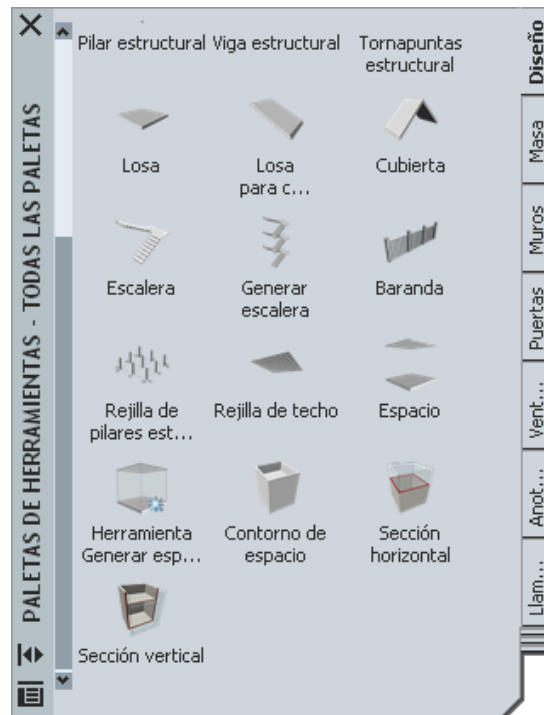 PALETAS DE HERRAMIENTAS - TODAS LAS PALETAS
Pilar estructural
Viga estructural
Tornapuntas
estructural
Losa
Losa
para c...
Cubierta
Escalera
Generar
escalera
Baranda
Rejilla de
pilares est...
Rejilla de techo
Espacio
Herramienta
Generar esp...
Contorno de
espacio
Sección
horizontal
Sección vertical
Diseño
Masa
Muros
Puertas
Vent...
Anot...
Llam...